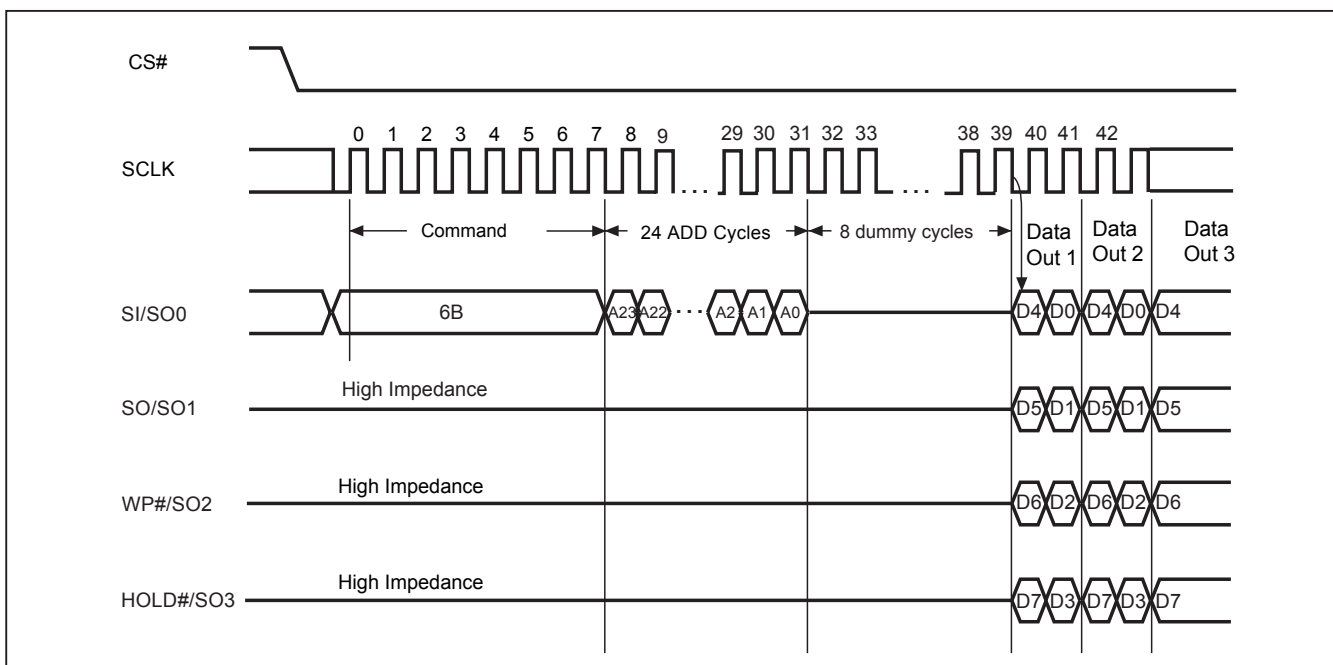 CS#
0 1 2 3 4 5 6 7 8 9 29 30 31 32 33 38 39 40 41 42
SCLK
Command
24 ADD Cycles
8 dummy cycles
Data Out 1
Data Out 2
Data Out 3
SI/SO0
6B
A23 A22 A2 A1 A0
D4 D0 D4 D0 D4
High Impedance
SO/SO1
D5 D1 D5 D1 D5
High Impedance
WP#/SO2
D6 D2 D6 D2 D6
High Impedance
HOLD#/SO3
D7 D3 D7 D3 D7